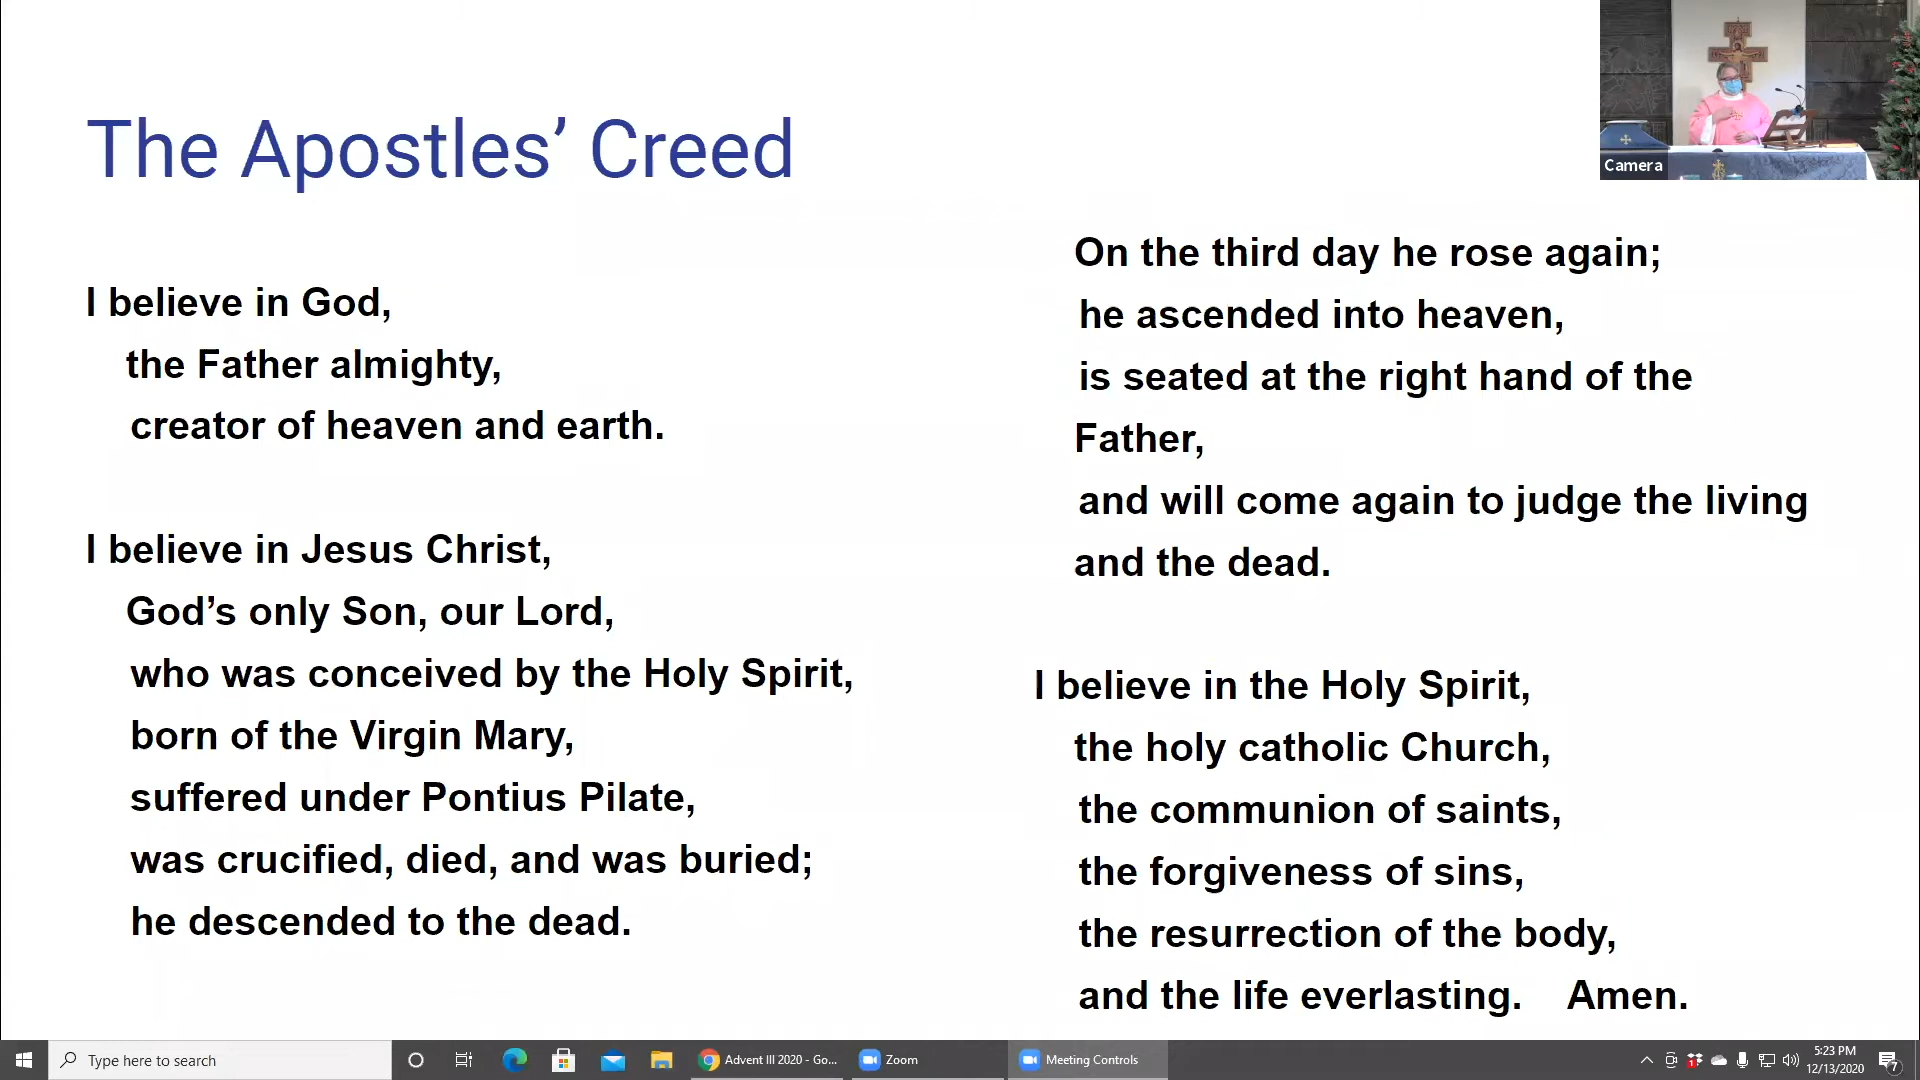 The Apostles’ Creed
I believe in God,
the Father almighty,
creator of heaven and earth.
I believe in Jesus Christ,
God’s only Son, our Lord,
who was conceived by the Holy Spirit,
born of the Virgin Mary,
suffered under Pontius Pilate,
was crucified, died, and was buried;
he descended to the dead.
On the third day he rose again;
he ascended into heaven,
is seated at the right hand of the
Father,
and will come again to judge the living
and the dead.
I believe in the Holy Spirit,
the holy catholic Church,
the communion of saints,
the forgiveness of sins,
the resurrection of the body,
and the life everlasting. Amen.
Camera
Type here to search
Advent III 2020 - Go...
Zoom
Meeting Controls
5:23 PM
12/13/2020
7